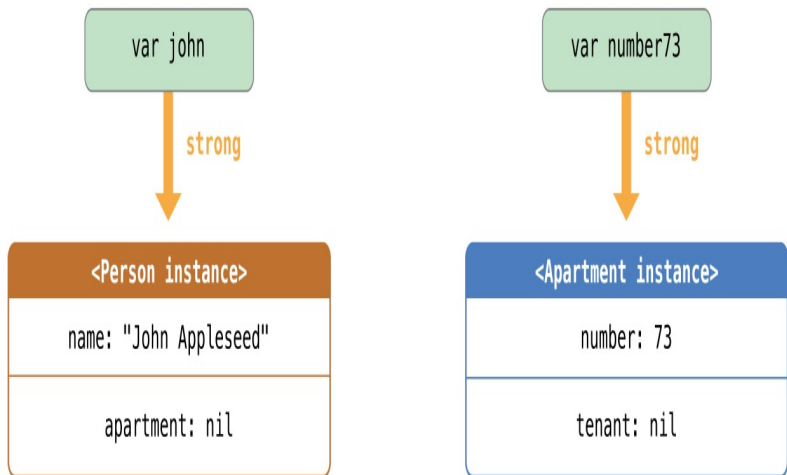 var john
var number73
strong
strong
<Person instance>
<Apartment instance>
name: "John Appleseed"
number: 73
apartment: nil
tenant: nil